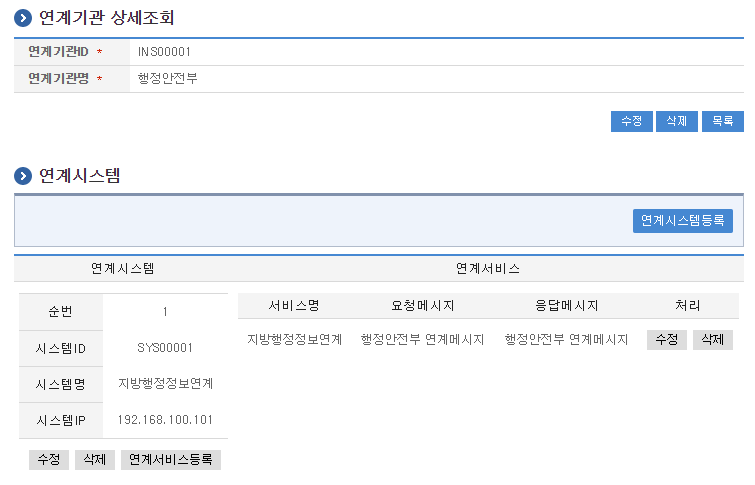 연계기관 상세조회
연계기관ID * INS00001
연계기관명 * 행정안전부
수정 삭제 목록
연계시스템
연계시스템등록
연계시스템 연계서비스
순번 1
시스템ID SYS00001
시스템명 지방행정정보연계
시스템IP 192.168.100.101
수정 삭제 연계서비스등록
서비스명 요청메시지 응답메시지 처리
지방행정정보연계 행정안전부 연계메시지 행정안전부 연계메시지 수정 삭제